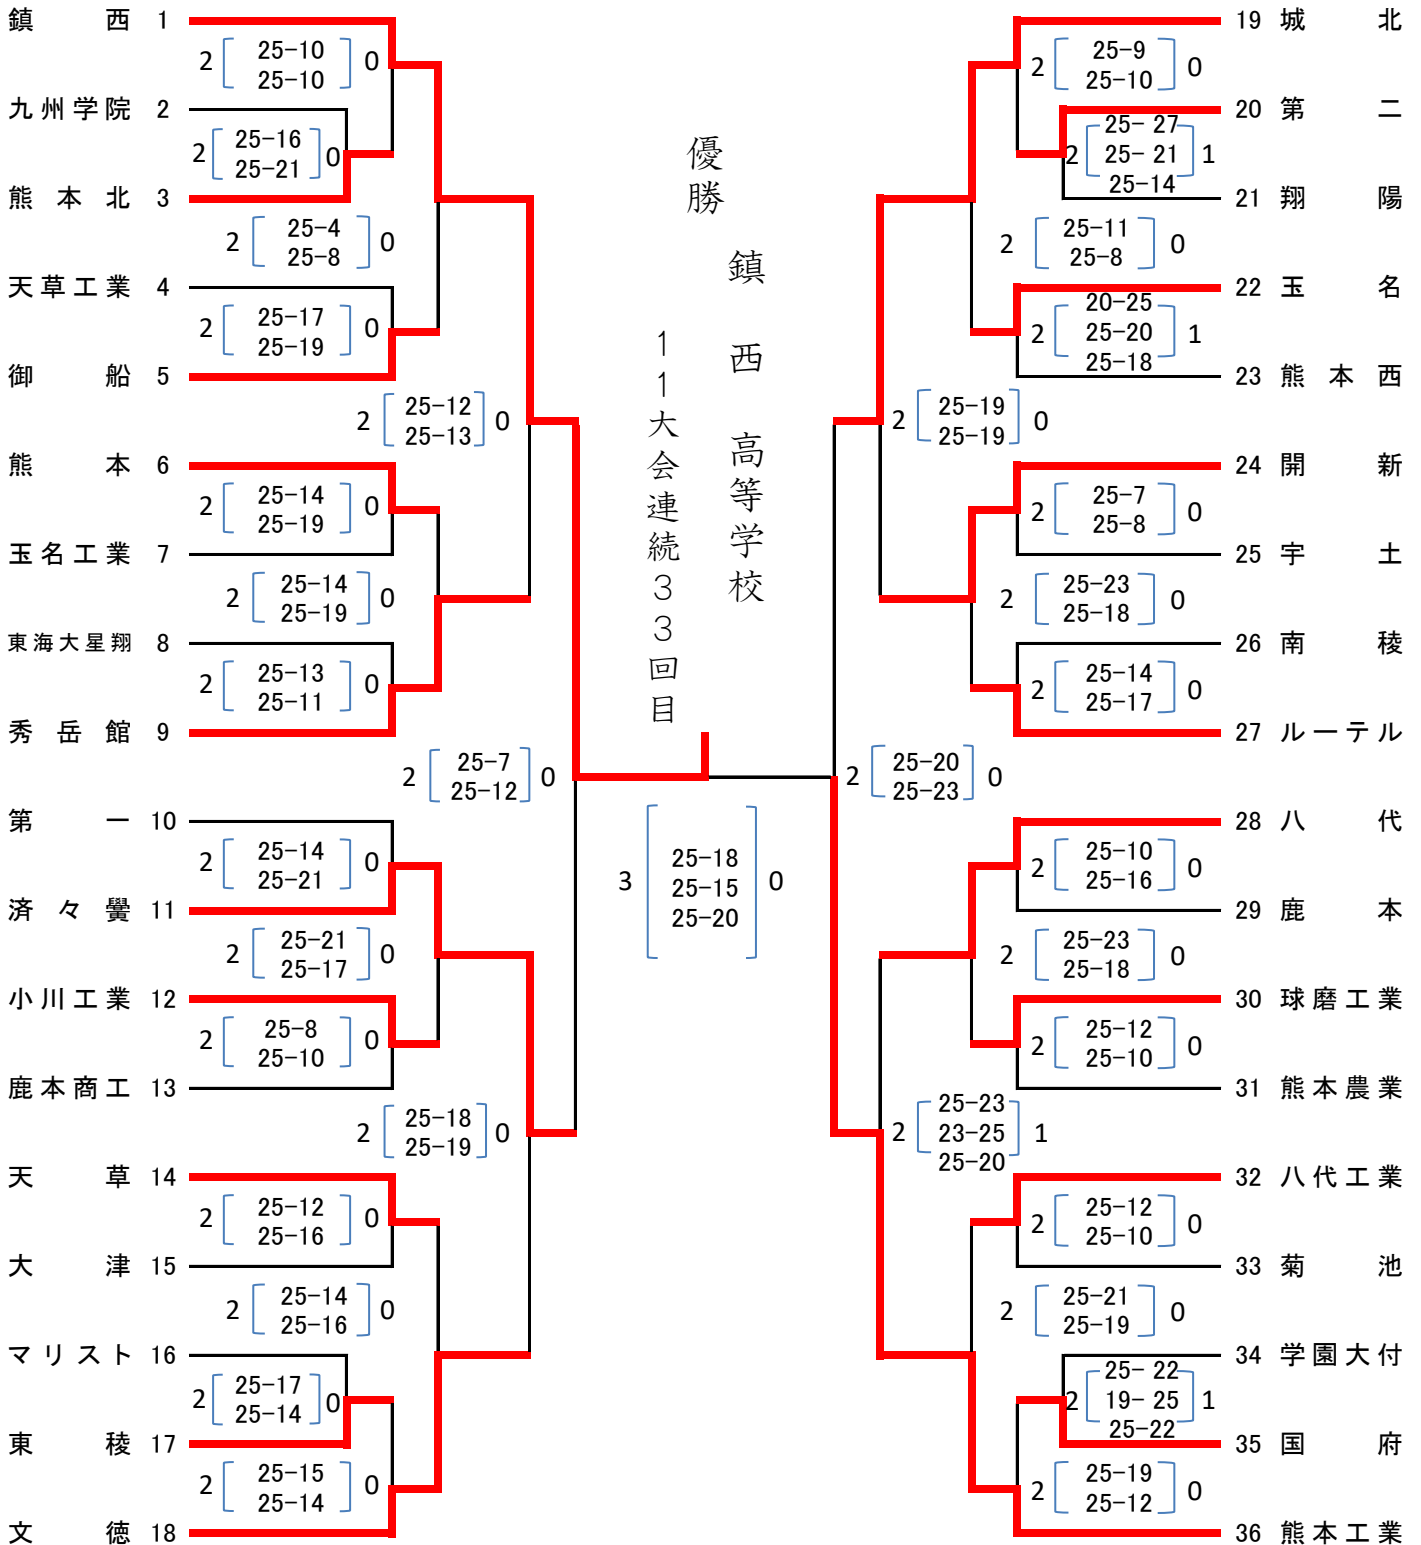 鎮西 1
2 25-10 0
25-10
九州学院 2
2 25-16 0
25-21
熊本北 3
2 25-4 0
25-8
天草工業 4
2 25-17 0
25-19
御船 5
2 25-12 0
25-13
熊本 6
2 25-14 0
25-19
玉名工業 7
2 25-14 0
25-19
東海大星翔 8
2 25-13 0
25-11
秀岳館 9
2 25-7 0
25-12
第一 10
2 25-14 0
25-21
済々黌 11
2 25-21 0
25-17
小川工業 12
2 25-8 0
25-10
鹿本商工 13
2 25-18 0
25-19
天草 14
2 25-12 0
25-16
大津 15
2 25-14 0
25-16
マリスト 16
2 25-17 0
25-14
東稜 17
2 25-15 0
25-14
文徳 18
優勝
鎮西高等学校
11大会連続33回目
3 25-18 0
25-15
25-20
19 城北
2 25-9 0
25-10
20 第二
25- 27
2 25- 21 1
25-14
21 翔陽
2 25-11 0
25-8
22 玉名
20-25
2 25-20 1
25-18
23 熊本西
2 25-19 0
25-19
24 開新
2 25-7 0
25-8
25 宇土
2 25-23 0
25-18
26 南稜
2 25-14 0
25-17
27 ルーテル
2 25-20 0
25-23
28 八代
2 25-10 0
25-16
29 鹿本
2 25-23 0
25-18
30 球磨工業
2 25-12 0
25-10
31 熊本農業
25-23
2 23-25 1
25-20
32 八代工業
2 25-12 0
25-10
33 菊池
2 25-21 0
25-19
34 学園大付
25- 22
2 19- 25 1
25-22
35 国府
2 25-19 0
25-12
36 熊本工業